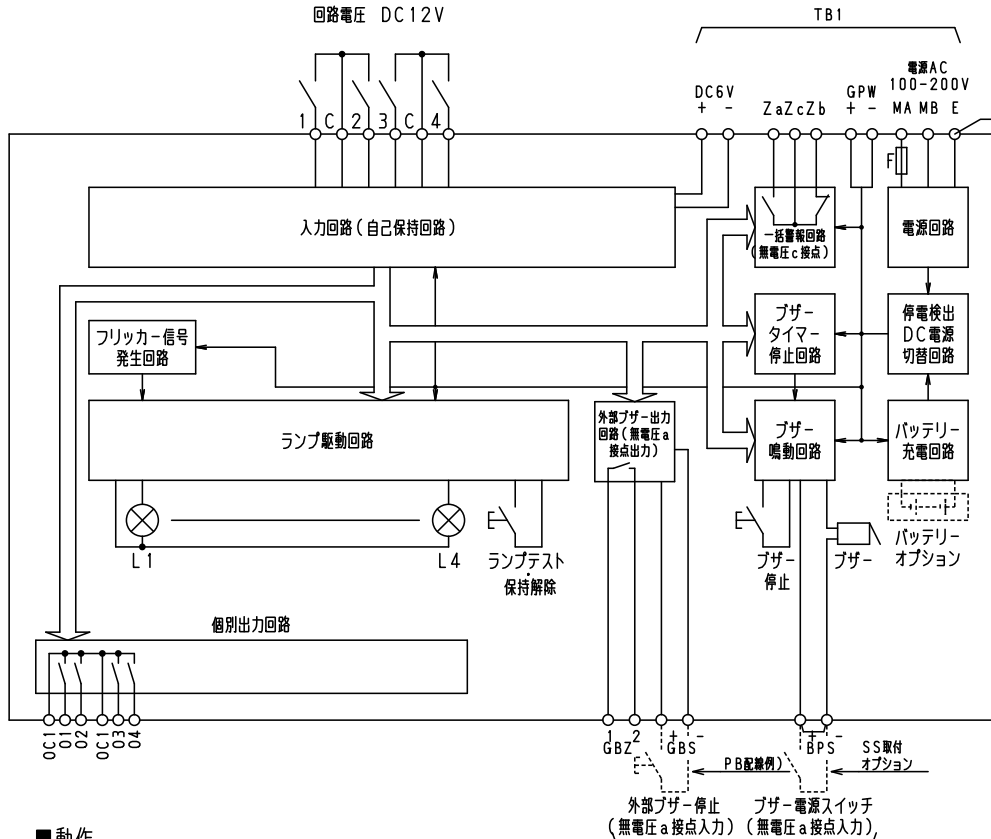 回路電圧 DC12V
TB1
電源AC
100-200V
DC6V
+ -
Za Zc Zb
GPW
+ -
MA MB E
1 C 2 3 C 4
F
入力回路(自己保持回路)
一括警報回路
(無電圧c接点)
電源回路
フリッカー信号
発生回路
ブザー
タイマー
停止回路
停電検出
DC電源
切替回路
ランプ駆動回路
外部ブザー出力
回路(無電圧a
接点出力)
ブザー
鳴動回路
バッテリー
充電回路
L1
L4
ランプテスト
・
保持解除
ブザー
停止
ブザー
バッテリー
オプション
個別出力回路
OC1
O1
O2
OC1
O3
O4
1 2
GBZ
+ -
GBS
+ -
BPS
PB配線例)
SS取付
オプション
外部ブザー停止
(無電圧a接点入力)
ブザー電源スイッチ
(無電圧a接点入力)
■動作